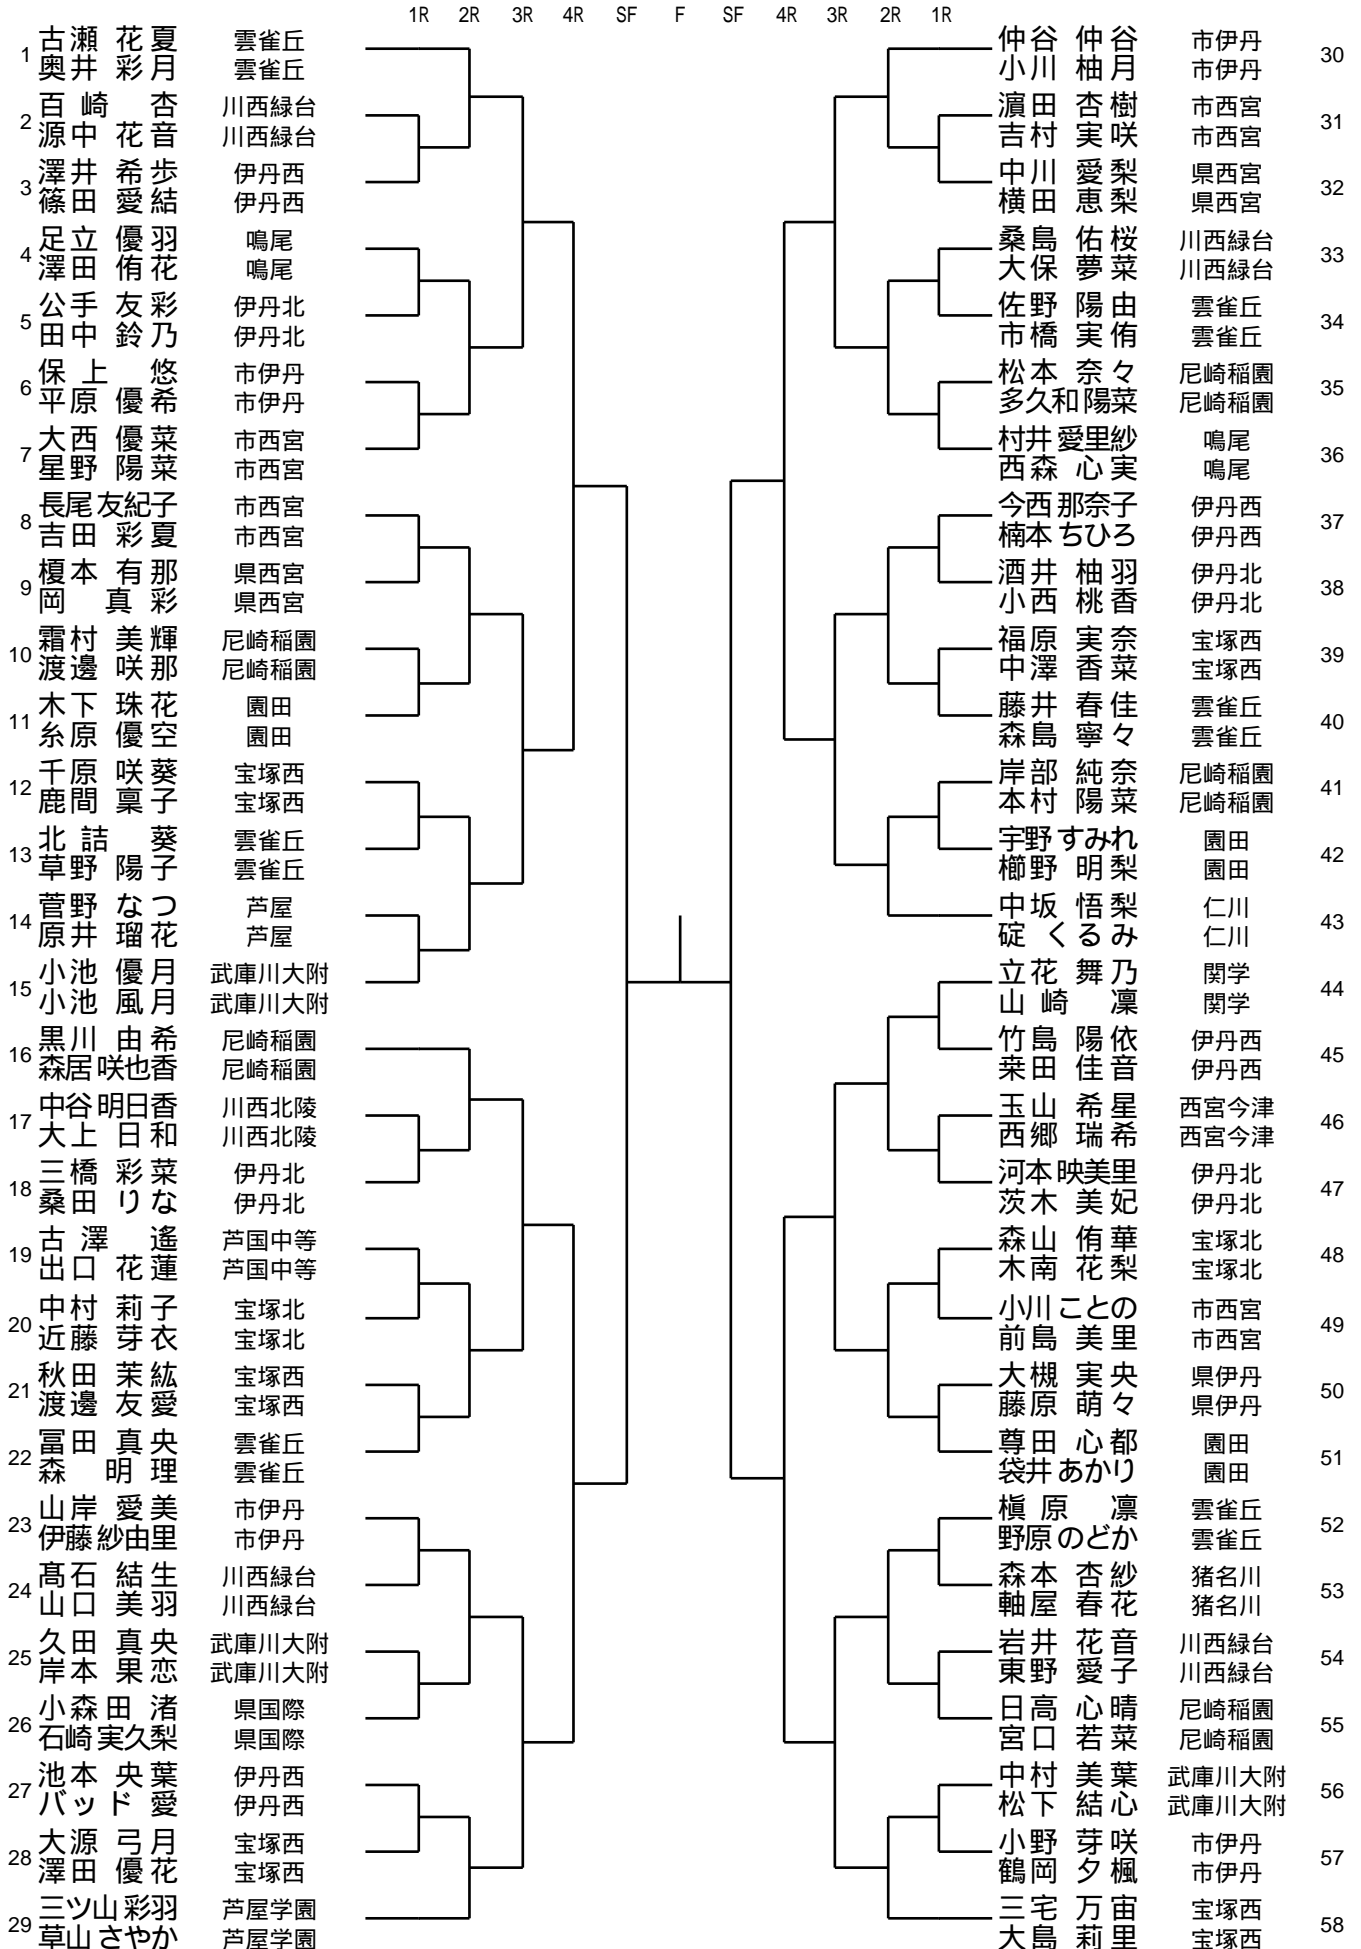 1R 2R 3R 4R SF F SF 4R 3R 2R 1R
1 古瀬 花夏 雲雀丘
奥井 彩月 雲雀丘
2 百崎 杏 川西緑台
源中 花音 川西緑台
3 澤井 希歩 伊丹西
篠田 愛結 伊丹西
4 足立 優羽 鳴尾
澤田 侑花 鳴尾
5 公手 友彩 伊丹北
田中 鈴乃 伊丹北
6 保上 悠 市伊丹
平原 優希 市伊丹
7 大西 優菜 市西宮
星野 陽菜 市西宮
8 長尾 友紀子 市西宮
吉田 彩夏 市西宮
9 榎本 有那 県西宮
岡 真彩 県西宮
10 霜村 美輝 尼崎稲園
渡邊 咲那 尼崎稲園
11 木下 珠花 園田
糸原 優空 園田
12 千原 咲葵 宝塚西
鹿間 稟子 宝塚西
13 北詰 葵 雲雀丘
草野 陽子 雲雀丘
14 菅野 なつ 芦屋
原井 瑠花 芦屋
15 小池 優月 武庫川大附
小池 風月 武庫川大附
16 黒川 由希 尼崎稲園
森居 咲也香 尼崎稲園
17 中谷 明日香 川西北陵
大上 日和 川西北陵
18 三橋 彩菜 伊丹北
桑田 りな 伊丹北
19 古澤 遙 芦国中等
出口 花蓮 芦国中等
20 中村 莉子 宝塚北
近藤 芽衣 宝塚北
21 秋田 茉紘 宝塚西
渡邊 友愛 宝塚西
22 冨田 真央 雲雀丘
森 明理 雲雀丘
23 山岸 愛美 市伊丹
伊藤 紗由里 市伊丹
24 髙石 結生 川西緑台
山口 美羽 川西緑台
25 久田 真央 武庫川大附
岸本 果恋 武庫川大附
26 小森田 渚 県国際
石崎 実久梨 県国際
27 池本 央葉 伊丹西
バッド 愛 伊丹西
28 大源 弓月 宝塚西
澤田 優花 宝塚西
29 三ツ山 彩羽 芦屋学園
草山 さやか 芦屋学園
仲谷 仲谷 市伊丹 30
小川 柚月 市伊丹
濵田 杏樹 市西宮 31
吉村 実咲 市西宮
中川 愛梨 県西宮 32
横田 恵梨 県西宮
桑島 佑桜 川西緑台 33
大保 夢菜 川西緑台
佐野 陽由 雲雀丘 34
市橋 実侑 雲雀丘
松本 奈々 尼崎稲園 35
多久和 陽菜 尼崎稲園
村井 愛里紗 鳴尾 36
西森 心実 鳴尾
今西 那奈子 伊丹西 37
楠本 ちひろ 伊丹西
酒井 柚羽 伊丹北 38
小西 桃香 伊丹北
福原 実奈 宝塚西 39
中澤 香菜 宝塚西
藤井 春佳 雲雀丘 40
森島 寧々 雲雀丘
岸部 純奈 尼崎稲園 41
本村 陽菜 尼崎稲園
宇野 すみれ 園田 42
櫛野 明梨 園田
中坂 悟梨 仁川 43
碇 くるみ 仁川
立花 舞乃 関学 44
山崎 凛 関学
竹島 陽依 伊丹西 45
桒田 佳音 伊丹西
玉山 希星 西宮今津 46
西郷 瑞希 西宮今津
河本 映美里 伊丹北 47
茨木 美妃 伊丹北
森山 侑華 宝塚北 48
木南 花梨 宝塚北
小川 ことの 市西宮 49
前島 美里 市西宮
大槻 実央 県伊丹 50
藤原 萌々 県伊丹
尊田 心都 園田 51
袋井 あかり 園田
槇原 凛 雲雀丘 52
野原 のどか 雲雀丘
森本 杏紗 猪名川 53
軸屋 春花 猪名川
岩井 花音 川西緑台 54
東野 愛子 川西緑台
日高 心晴 尼崎稲園 55
宮口 若菜 尼崎稲園
中村 美葉 武庫川大附 56
松下 結心 武庫川大附
小野 芽咲 市伊丹 57
鶴岡 夕楓 市伊丹
三宅 万宙 宝塚西 58
大島 莉里 宝塚西